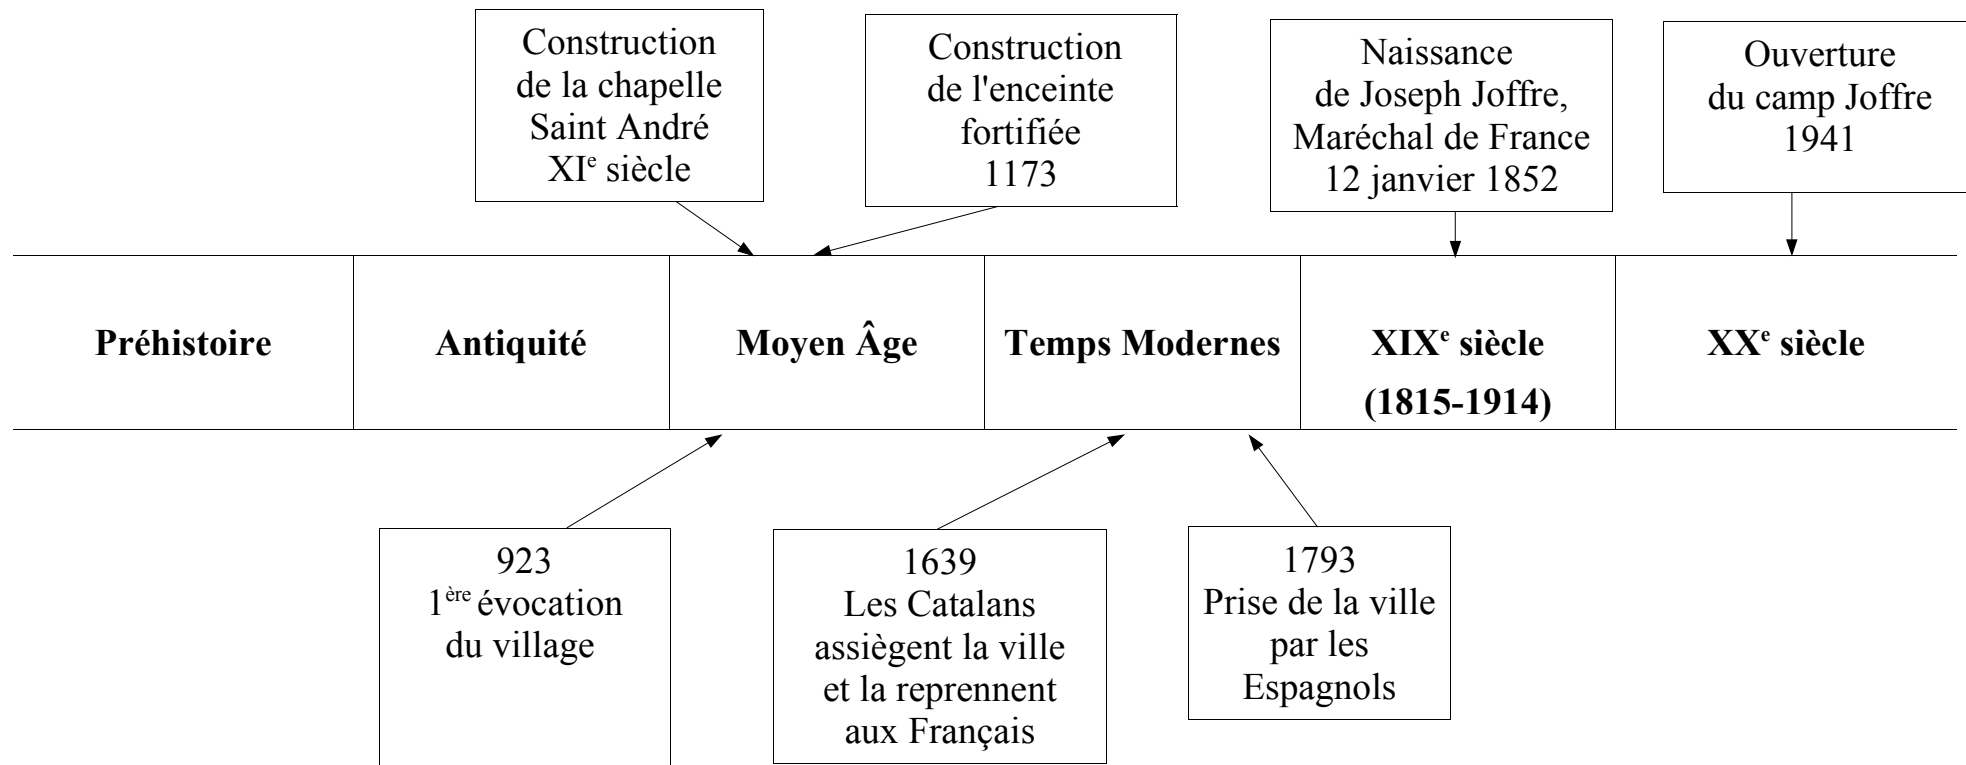 Construction
de la chapelle
Saint André
XIᵉ siècle
Construction
de l'enceinte
fortifiée
1173
Naissance
de Joseph Joffre,
Maréchal de France
12 janvier 1852
Ouverture
du camp Joffre
1941
Préhistoire
Antiquité
Moyen Âge
Temps Modernes
XIXᵉ siècle
(1815-1914)
XXᵉ siècle
923
1ère évocation
du village
1639
Les Catalans
assiègent la ville
et la reprennent
aux Français
1793
Prise de la ville
par les
Espagnols